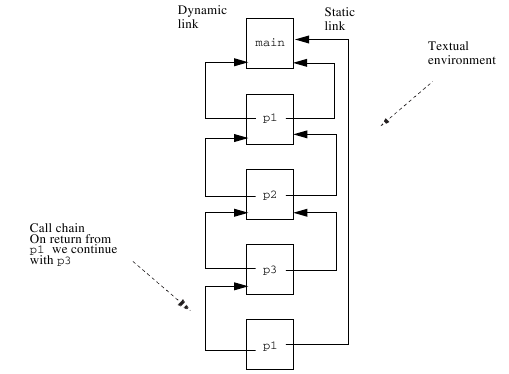 Dynamic
link
Static
link
main
Textual
environment
p1
p2
Call chain
On return from
p1 we continue
with p3
p3
p1